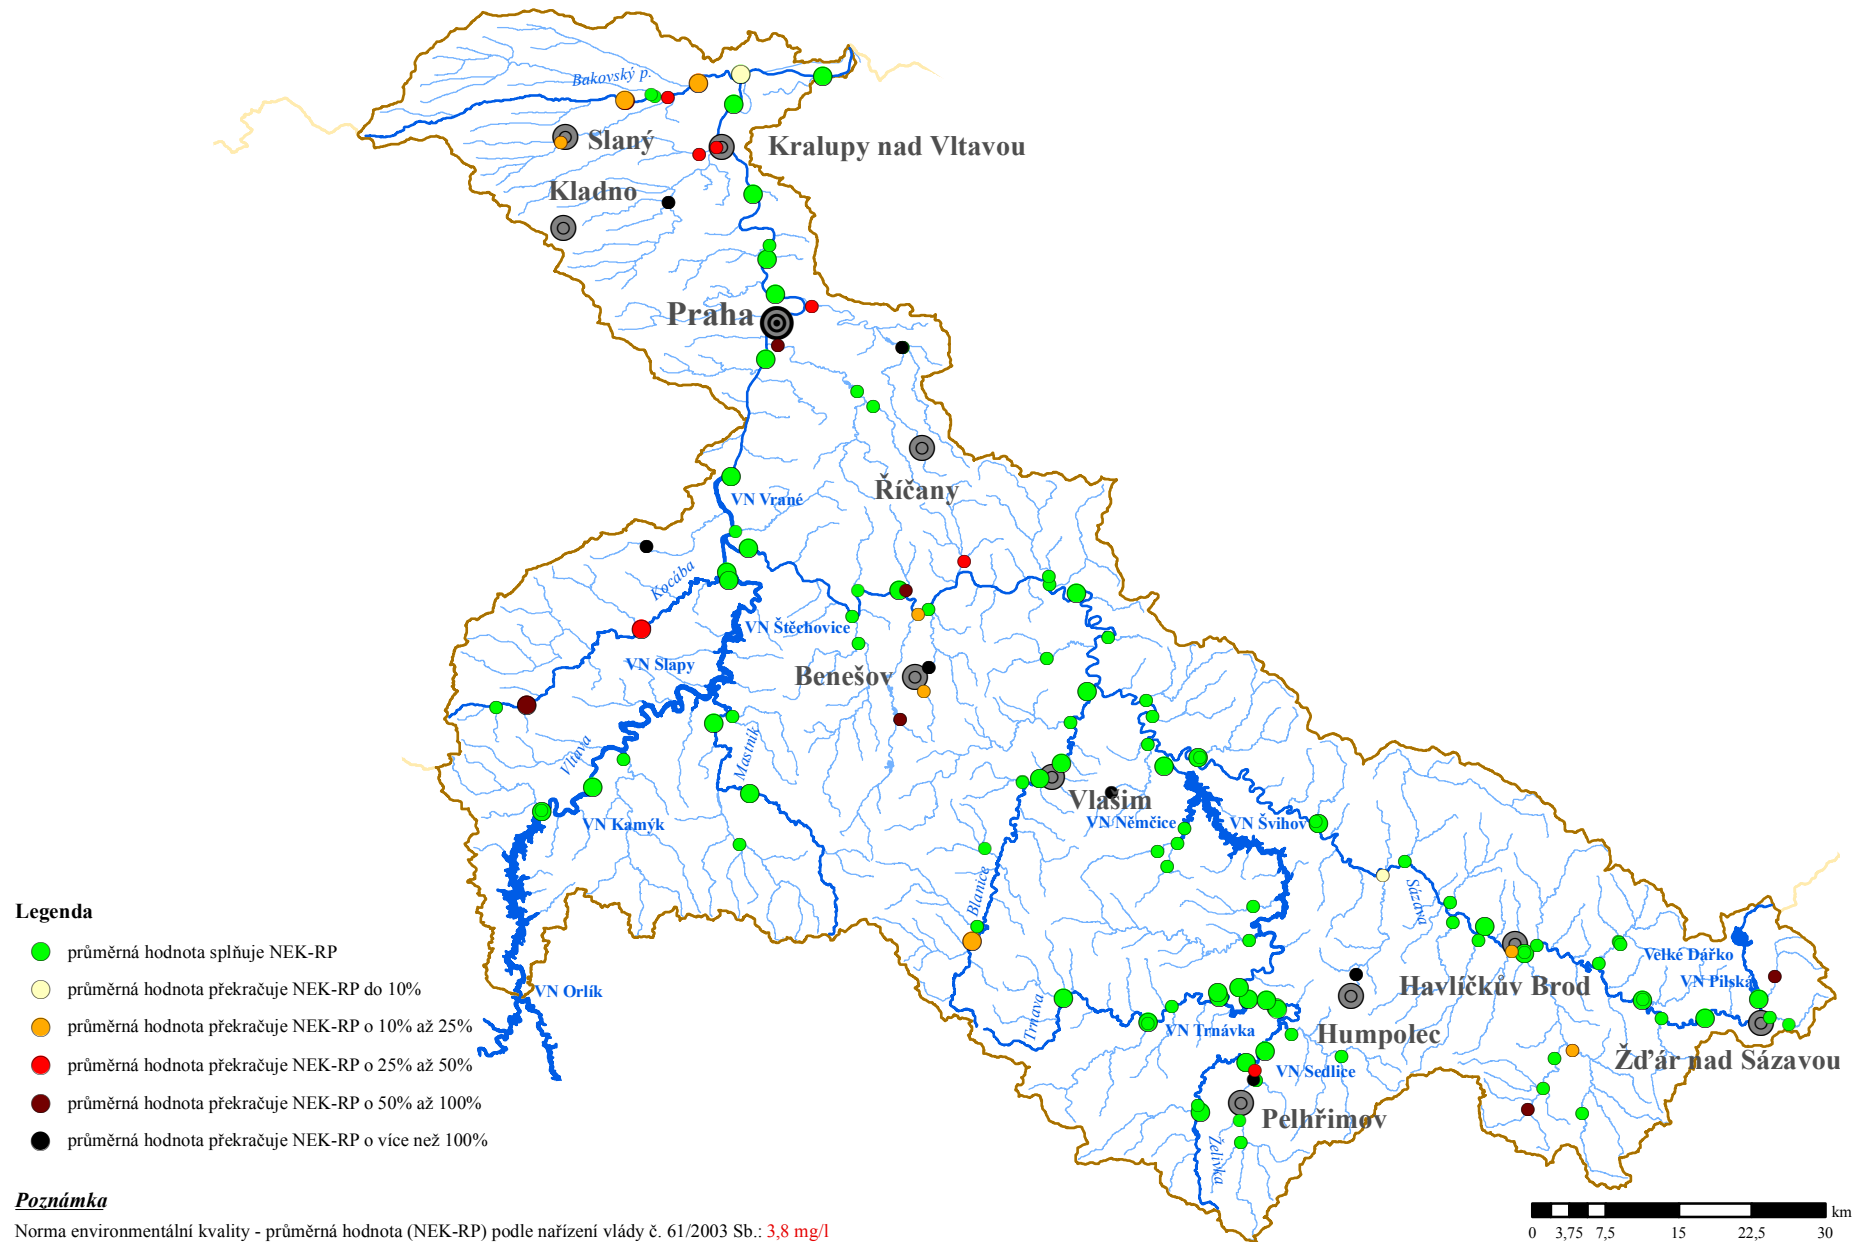 Bakovský p.
Slaný
Kralupy nad Vltavou
Kladno
Praha
Říčany
VN Vrané
Kocába
VN Štěchovice
VN Slapy
Benešov
Mastník
Vltava
VN Kamýk
Vlašim
VN Němčice
VN Švihov
Blanice
Sázava
Velké Dářko
VN Pilská
Havlíčkův Brod
VN Orlík
Trnava
VN Trnávka
Humpolec
Žďár nad Sázavou
VN Sedlice
Pelhřimov
Želivka
Legenda
průměrná hodnota splňuje NEK-RP
průměrná hodnota překračuje NEK-RP do 10%
průměrná hodnota překračuje NEK-RP o 10% až 25%
průměrná hodnota překračuje NEK-RP o 25% až 50%
průměrná hodnota překračuje NEK-RP o 50% až 100%
průměrná hodnota překračuje NEK-RP o více než 100%
Poznámka
Norma environmentální kvality - průměrná hodnota (NEK-RP) podle nařízení vlády č. 61/2003 Sb.: 3,8 mg/l
km
0 3,75 7,5 15 22,5 30